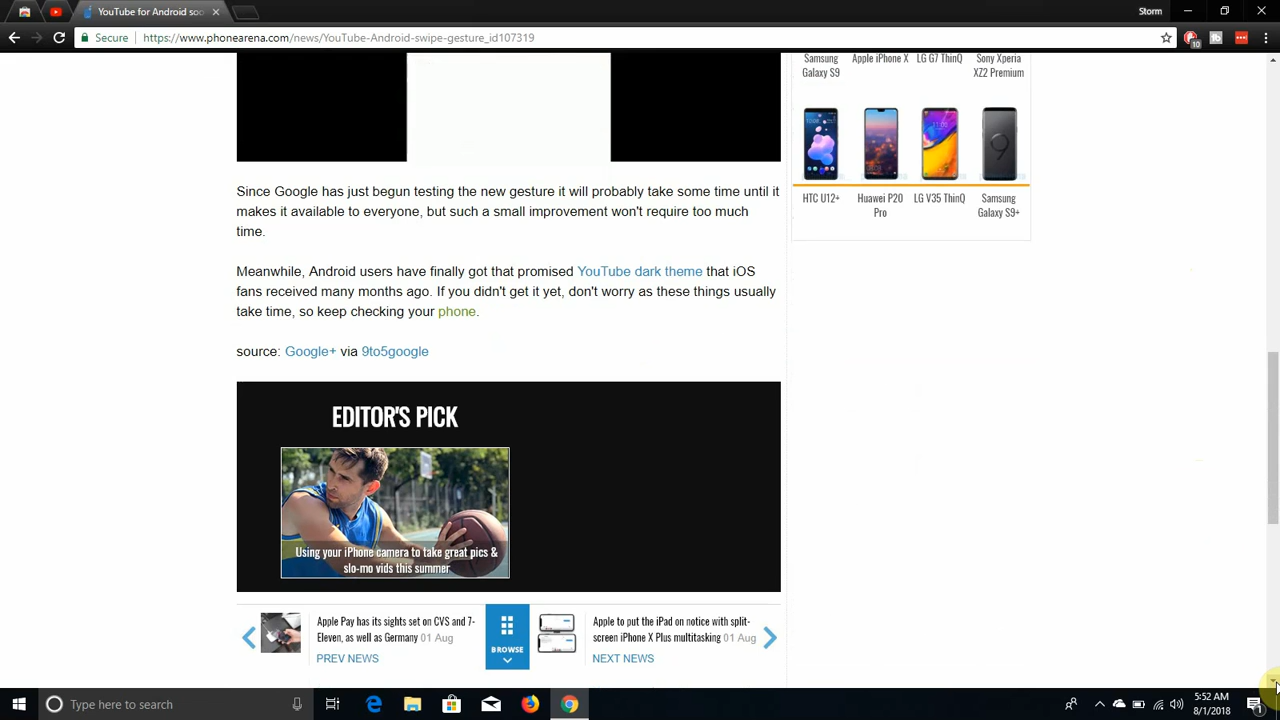 YouTube for Android soo
Storm
Secure
https://www.phonearena.com/news/YouTube-Android-swipe-gesture_id107319
10
Samsung
Galaxy S9
Apple iPhone X
LG G7 ThinQ
Sony Xperia
XZ2 Premium
HTC U12+
Huawei P20
Pro
LG V35 ThinQ
Samsung
Galaxy S9+
Since Google has just begun testing the new gesture it will probably take some time until it
makes it available to everyone, but such a small improvement won't require too much
time.
Meanwhile, Android users have finally got that promised YouTube dark theme that iOS
fans received many months ago. If you didn't get it yet, don't worry as these things usually
take time, so keep checking your phone.
source: Google+ via 9to5google
EDITOR'S PICK
Using your iPhone camera to take great pics &
slo-mo vids this summer
Apple Pay has its sights set on CVS and 7-
Eleven, as well as Germany 01 Aug
PREV NEWS
BROWSE
Apple to put the iPad on notice with split-
screen iPhone X Plus multitasking 01 Aug
NEXT NEWS
Type here to search
5:52 AM
8/1/2018